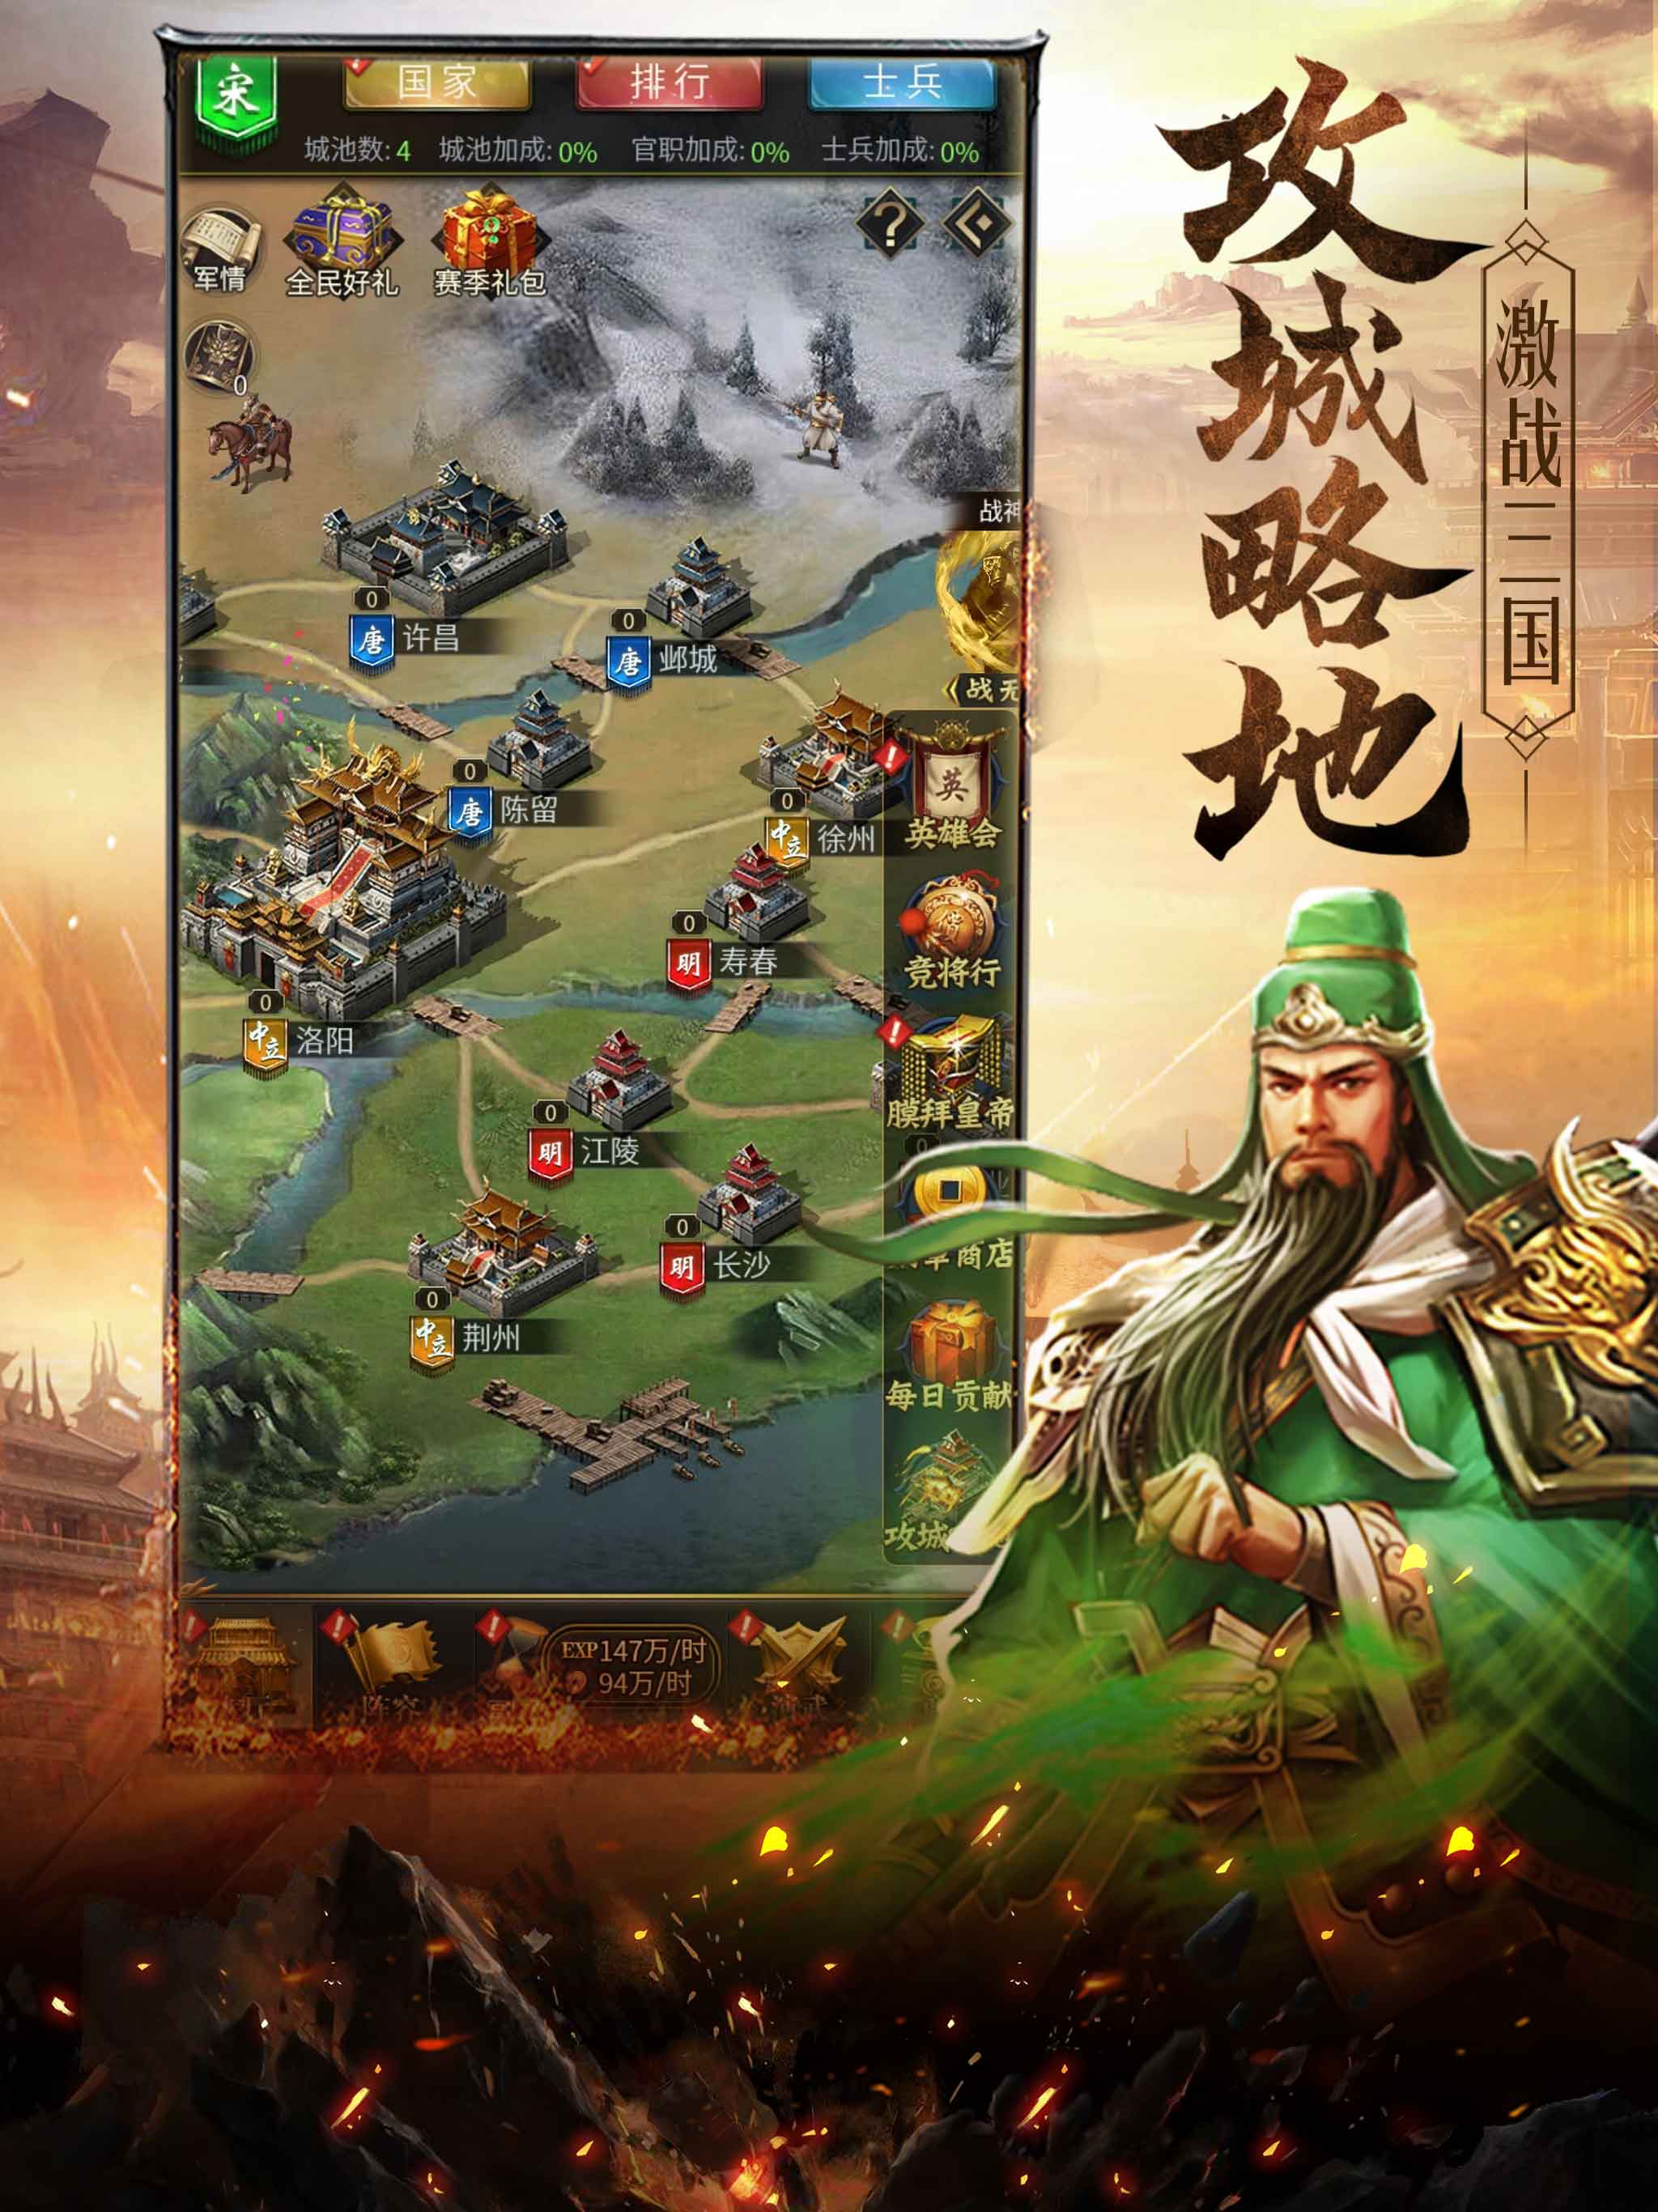 宋
国家
排行
士兵
城池数:4 城池加成:0% 官职加成:0% 士兵加成:0%
军情
全民好礼
赛季礼包
?
0
战神
0
唐 许昌
0
唐 邺城
战无
0
唐 陈留
0
中立 徐州
英
英雄会
0
明 寿春
竞将行
0
中立 洛阳
膜拜皇帝
0
明 江陵
0
明 长沙
商店
0
中立 荆州
每日贡献
攻城
EXP 147万/时
94万/时
阵容
攻城略地
激战三国